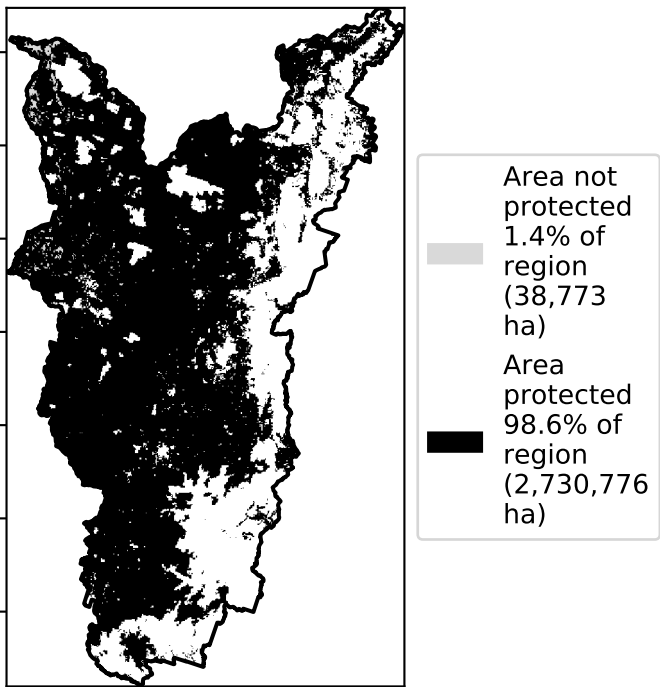 Area not
protected
1.4% of
region
(38,773
ha)
Area
protected
98.6% of
region
(2,730,776
ha)